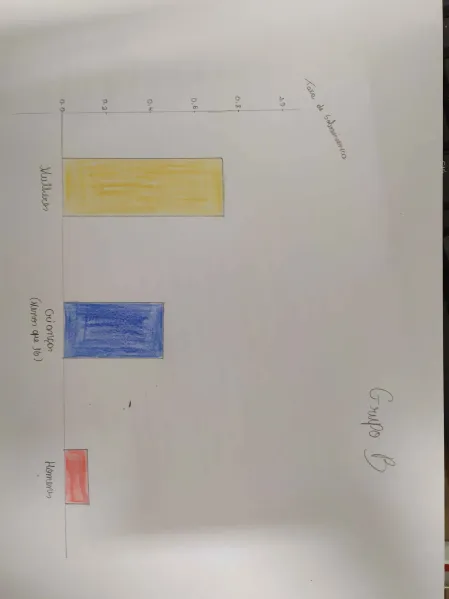 Grupo B
Taxa de sobrevivência
1.0
0.8
0.6
0.4
0.2
0.0
Mulheres
Crianças
(Menor que 16)
Homens